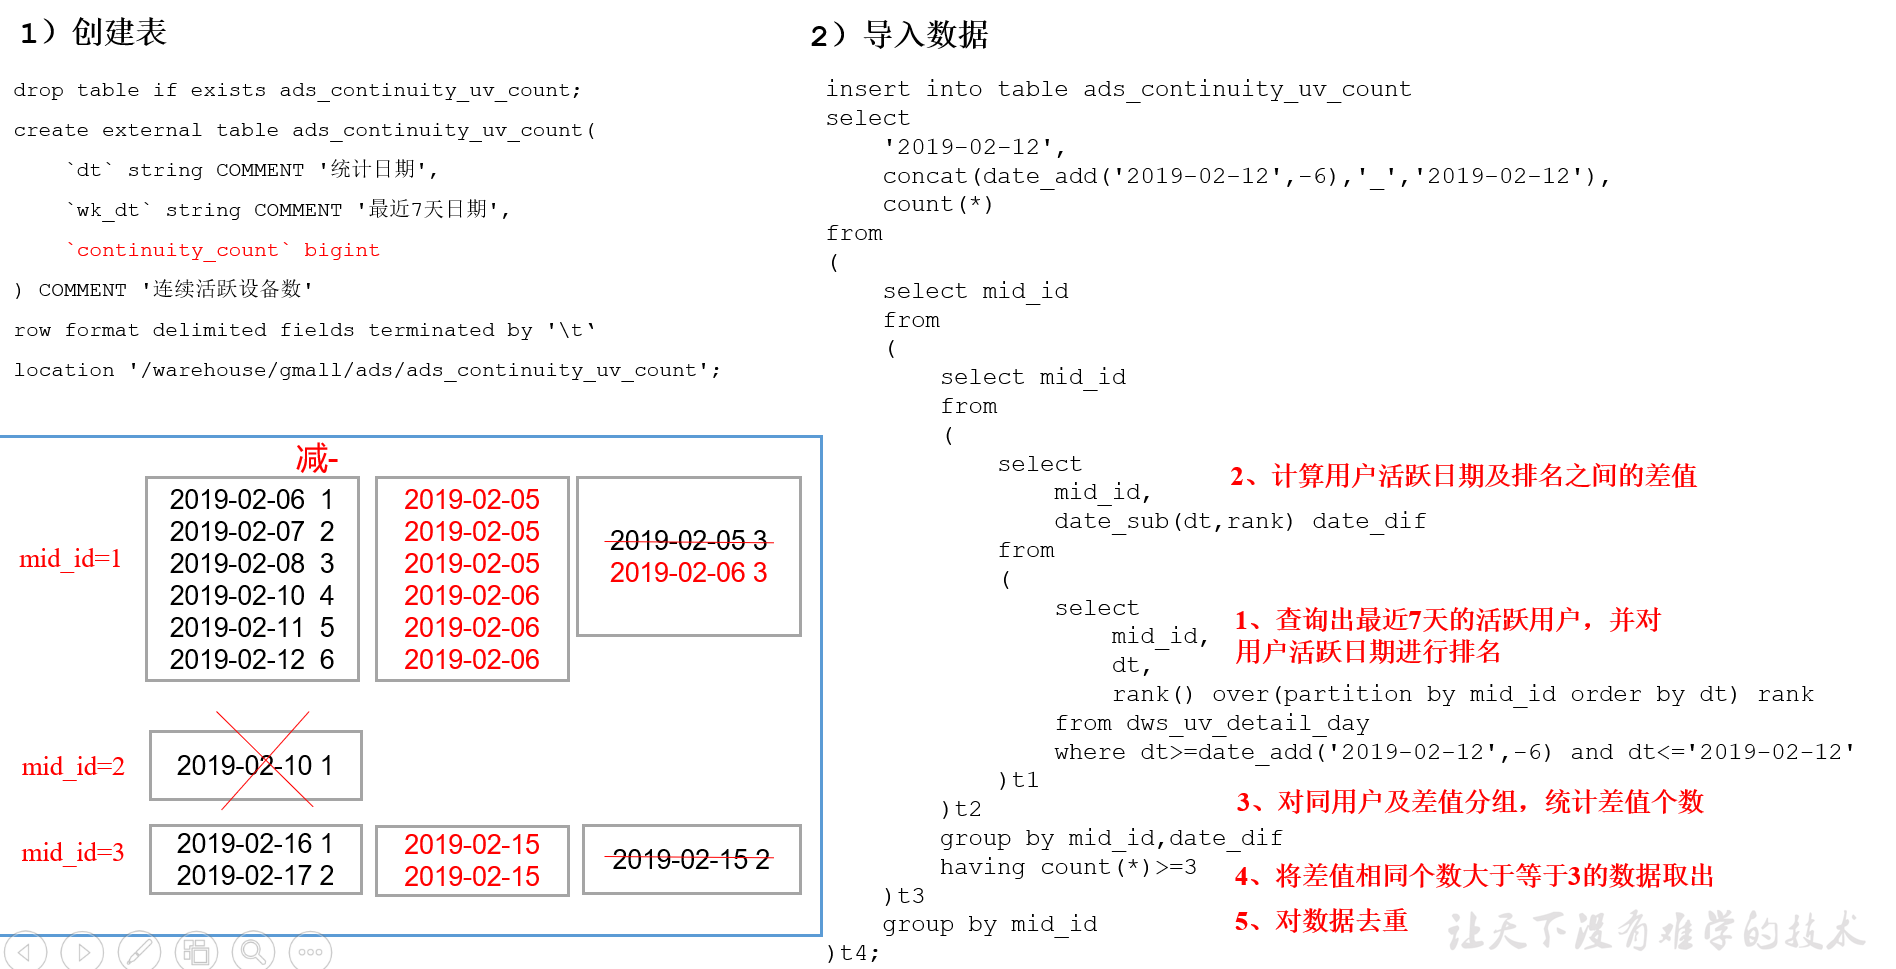 1）创建表
drop table if exists ads_continuity_uv_count;
create external table ads_continuity_uv_count(
`dt` string COMMENT '统计日期',
`wk_dt` string COMMENT '最近7天日期',
`continuity_count` bigint
) COMMENT '连续活跃设备数'
row format delimited fields terminated by '\t‘
location '/warehouse/gmall/ads/ads_continuity_uv_count';
减-
mid_id=1
2019-02-06 1
2019-02-07 2
2019-02-08 3
2019-02-10 4
2019-02-11 5
2019-02-12 6
2019-02-05
2019-02-05
2019-02-05
2019-02-06
2019-02-06
2019-02-06
2019-02-05 3
2019-02-06 3
mid_id=2
2019-02-10 1
mid_id=3
2019-02-16 1
2019-02-17 2
2019-02-15
2019-02-15
2019-02-15 2
2）导入数据
insert into table ads_continuity_uv_count
select
'2019-02-12',
concat(date_add('2019-02-12',-6),'_','2019-02-12'),
count(*)
from
(
select mid_id
from
(
select mid_id
from
(
select
mid_id,
date_sub(dt,rank) date_dif
from
(
select
mid_id,
dt,
rank() over(partition by mid_id order by dt) rank
from dws_uv_detail_day
where dt>=date_add('2019-02-12',-6) and dt<='2019-02-12'
)t1
)t2
group by mid_id,date_dif
having count(*)>=3
)t3
group by mid_id
)t4;
2、计算用户活跃日期及排名之间的差值
1、查询出最近7天的活跃用户，并对
用户活跃日期进行排名
3、对同用户及差值分组，统计差值个数
4、将差值相同个数大于等于3的数据取出
5、对数据去重
让天下没有难学的技术